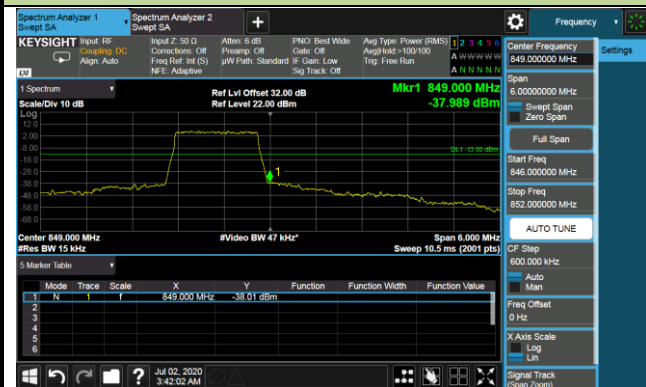 Spectrum Analyzer 1
Swept SA
Spectrum Analyzer 2
Swept SA
+
Frequency
KEYSIGHT
Input: RF
Coupling: DC
Align: Auto
Input Z: 50 Ω
Corrections: Off
Freq Ref: Int (S)
NFE: Adaptive
Atten: 6 dB
Preamp: Off
µW Path: Standard
PNO: Best Wide
Gate: Off
IF Gain: Low
Sig Track: Off
Avg Type: Power (RMS)
Avg|Hold:>100/100
Trig: Free Run
1 2 3 4 5 6
A W W W W W
A N N N N N
LXI
1 Spectrum
Scale/Div 10 dB
Ref Lvl Offset 32.00 dB
Ref Level 22.00 dBm
Mkr1 849.000 MHz
-37.989 dBm
Log
12.0
2.00
-8.00
-18.0
-28.0
-38.0
-48.0
-58.0
-68.0
DL1 -13.00 dBm
1
Center 849.000 MHz
#Res BW 15 kHz
#Video BW 47 kHz*
Span 6.000 MHz
Sweep 10.5 ms (2001 pts)
5 Marker Table
Mode Trace Scale X Y Function Function Width Function Value
1 N 1 f 849.000 MHz -38.01 dBm
2
3
4
5
6
Jul 02, 2020
3:42:02 AM
Center Frequency
849.000000 MHz
Settings
Span
6.00000000 MHz
Swept Span
Zero Span
Full Span
Start Freq
846.000000 MHz
Stop Freq
852.000000 MHz
AUTO TUNE
CF Step
600.000 kHz
Auto
Man
Freq Offset
0 Hz
X Axis Scale
Log
Lin
Signal Track
(Span Zoom)